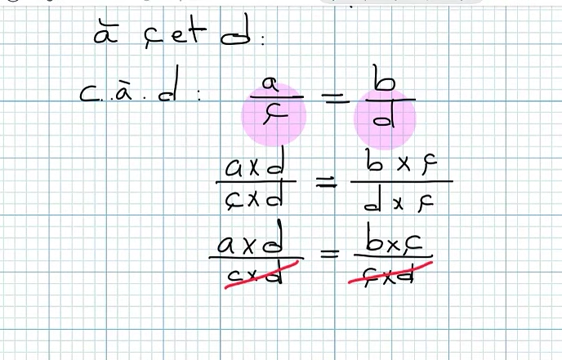 à ç et d :
c.à.d : a/ç = b/d
a x d / ç x d = b x ç / d x ç
a x d / c x d = b x ç / ç x d